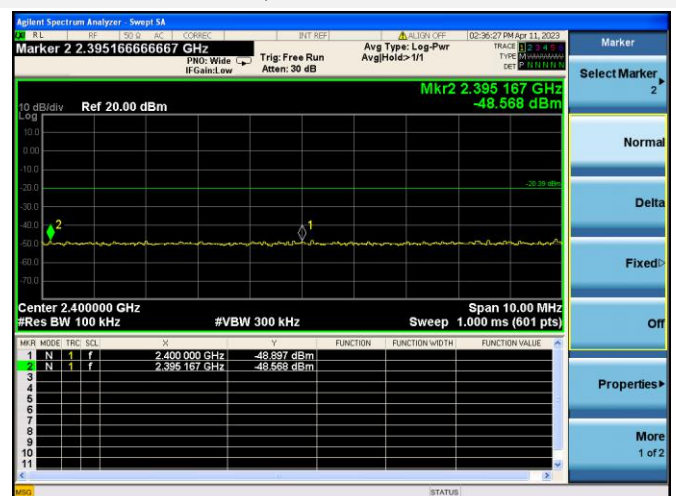 Agilent Spectrum Analyzer - Swept SA
RL RF 50 Ω AC CORREC INT REF ALIGN OFF 02:36:27 PM Apr 11, 2023
Marker 2 2.395166666667 GHz
PNO: Wide Trig: Free Run Avg Type: Log-Pwr TRACE 1 2 3 4 5 6
IFGain:Low Atten: 30 dB Avg|Hold:>1/1 TYPE M
DET P N N N N N
Mkr2 2.395 167 GHz
10 dB/div Ref 20.00 dBm -48.568 dBm
Log
10.0
0.00
-10.0
-20.0
-20.39 dBm
-30.0
-40.0
2
1
-50.0
-60.0
-70.0
Center 2.400000 GHz Span 10.00 MHz
#Res BW 100 kHz #VBW 300 kHz Sweep 1.000 ms (601 pts)
MKR MODE TRC SCL X Y FUNCTION FUNCTION WIDTH FUNCTION VALUE
1 N 1 f 2.400 000 GHz -48.897 dBm
2 N 1 f 2.395 167 GHz -48.568 dBm
3
4
5
6
7
8
9
10
11
MSG STATUS
Marker
Select Marker
2
Normal
Delta
Fixed
Off
Properties
More
1 of 2